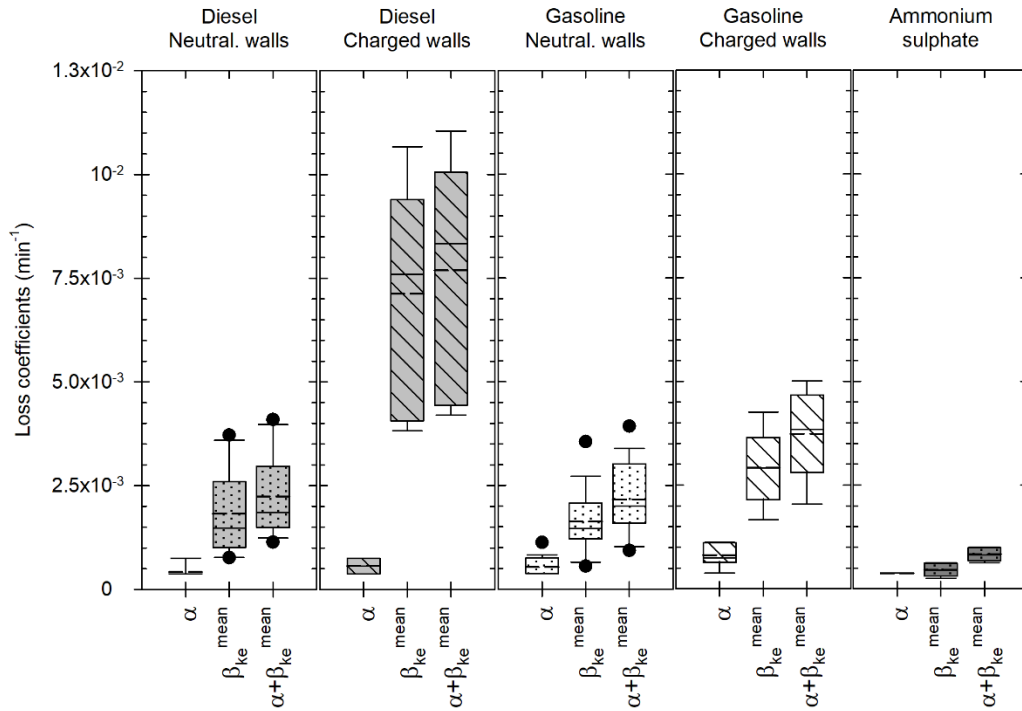 Diesel
Neutral. walls
Diesel
Charged walls
Gasoline
Neutral. walls
Gasoline
Charged walls
Ammonium
sulphate
Loss coefficients (min⁻¹)
1.3x10⁻²
10⁻²
7.5x10⁻³
5.0x10⁻³
2.5x10⁻³
0
α
βₖₑ mean
α+βₖₑ mean
α
βₖₑ mean
α+βₖₑ mean
α
βₖₑ mean
α+βₖₑ mean
α
βₖₑ mean
α+βₖₑ mean
α
βₖₑ mean
α+βₖₑ mean